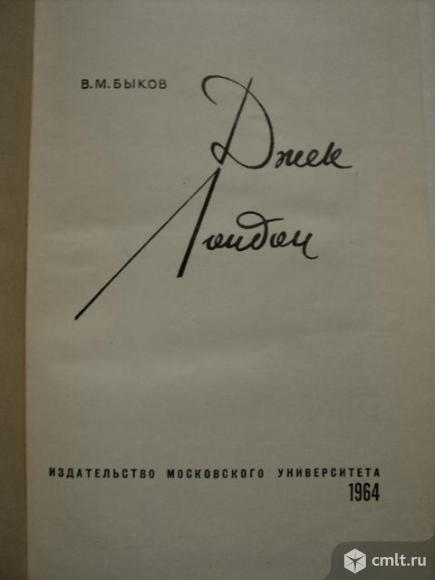 В.М.БЫКОВ
Джек
Лондон
ИЗДАТЕЛЬСТВО МОСКОВСКОГО УНИВЕРСИТЕТА
1964
cmlt.ru